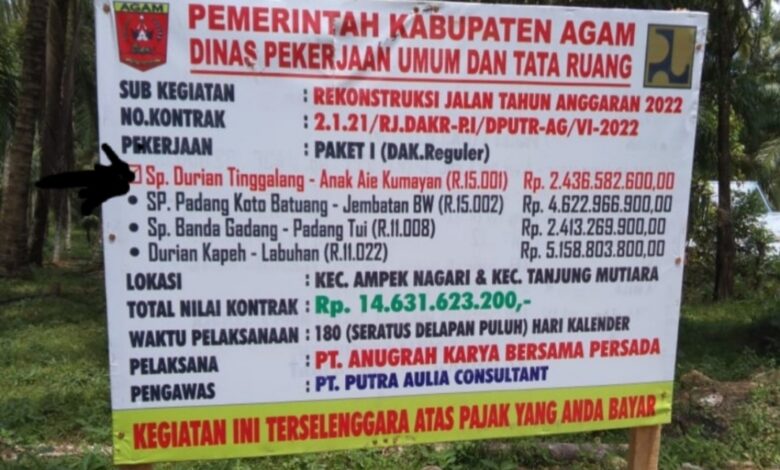 AGAM
PEMERINTAH KABUPATEN AGAM
DINAS PEKERJAAN UMUM DAN TATA RUANG
SUB KEGIATAN : REKONSTRUKSI JALAN TAHUN ANGGARAN 2022
NO.KONTRAK : 2.1.21/RJ.DAKR-P.I/DPUTR-AG/VI-2022
PEKERJAAN : PAKET I (DAK.Reguler)
Sp. Durian Tinggalang - Anak Aie Kumayan (R.15.001) Rp. 2.436.582.600,00
• SP. Padang Koto Batuang - Jembatan BW (R.15.002) Rp. 4.622.966.900,00
• Sp. Banda Gadang - Padang Tui (R.11.008) Rp. 2.413.269.900,00
• Durian Kapeh - Labuhan (R.11.022) Rp. 5.158.803.800,00
LOKASI : KEC. AMPEK NAGARI & KEC. TANJUNG MUTIARA
TOTAL NILAI KONTRAK : Rp. 14.631.623.200,-
WAKTU PELAKSANAAN : 180 (SERATUS DELAPAN PULUH) HARI KALENDER
PELAKSANA : PT. ANUGRAH KARYA BERSAMA PERSADA
PENGAWAS : PT. PUTRA AULIA CONSULTANT
KEGIATAN INI TERSELENGGARA ATAS PAJAK YANG ANDA BAYAR